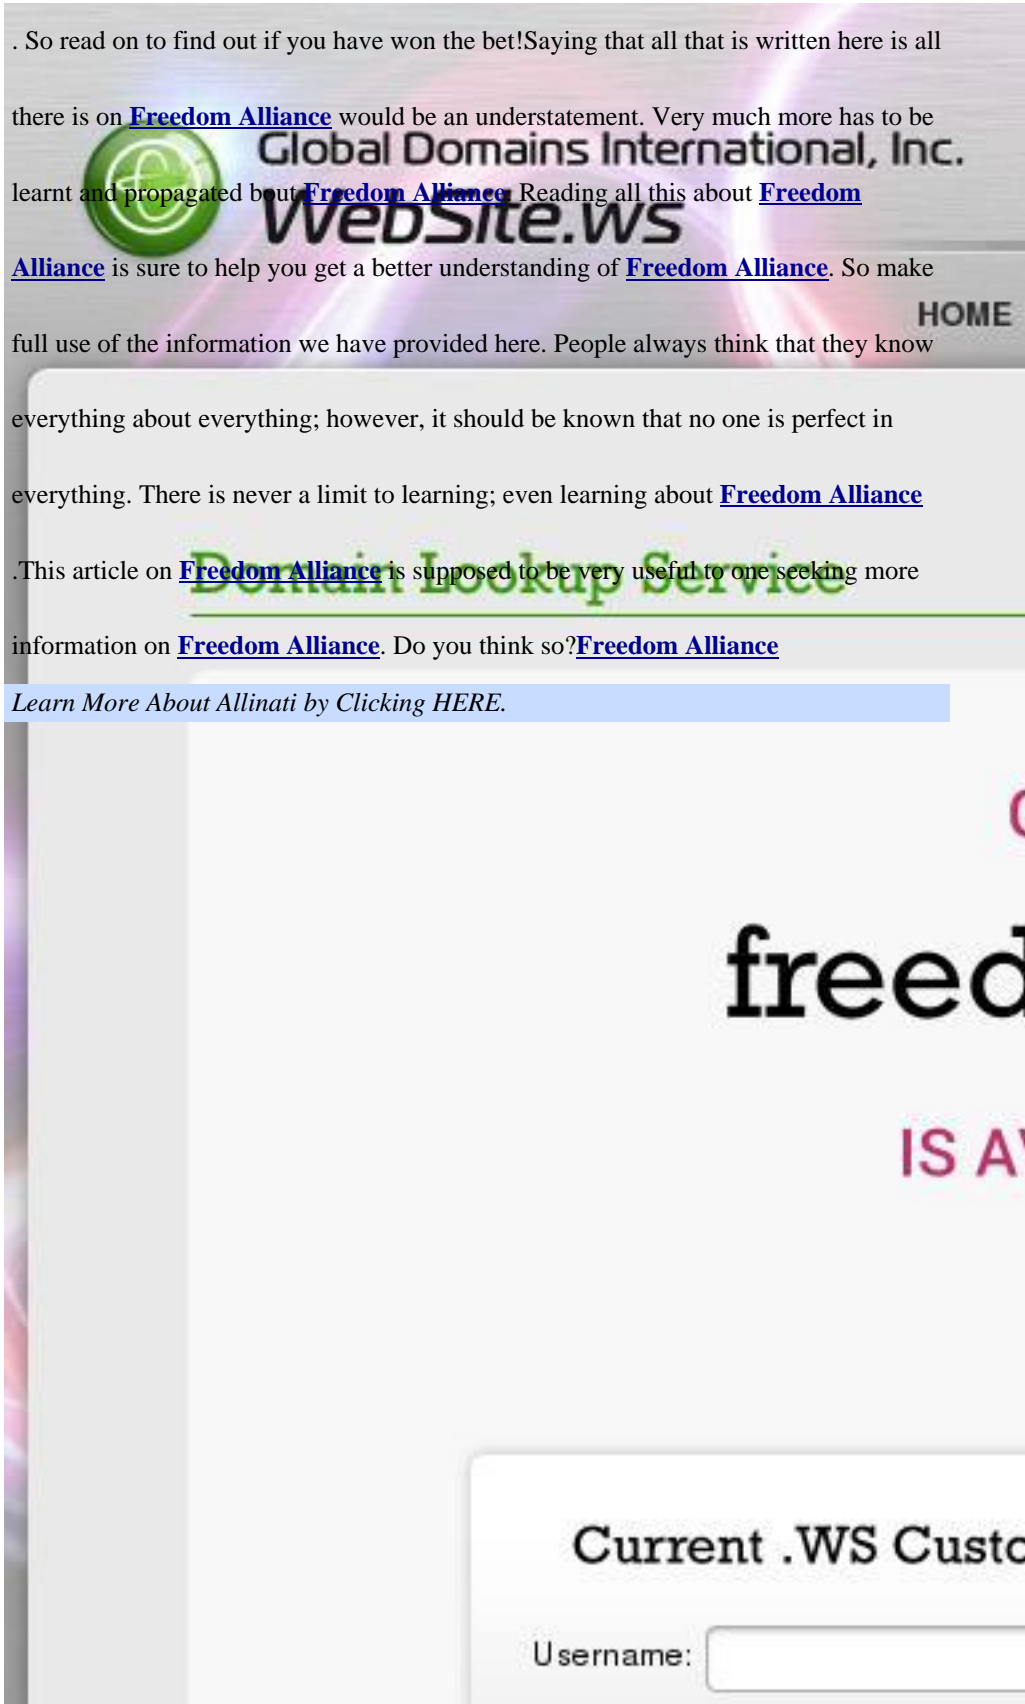 . So read on to find out if you have won the bet!Saying that all that is written here is all
there is on Freedom Alliance would be an understatement. Very much more has to be
Global Domains International, Inc.
learnt and propagated bout Freedom Alliance. Reading all this about Freedom
WebSite.ws
Alliance is sure to help you get a better understanding of Freedom Alliance. So make
HOME
full use of the information we have provided here. People always think that they know
everything about everything; however, it should be known that no one is perfect in
everything. There is never a limit to learning; even learning about Freedom Alliance
.This article on Freedom Alliance is supposed to be very useful to one seeking more
Domain Lookup Service
information on Freedom Alliance. Do you think so?Freedom Alliance
Learn More About Allinati by Clicking HERE.
freed
IS AV
Current .WS Custo
Username: